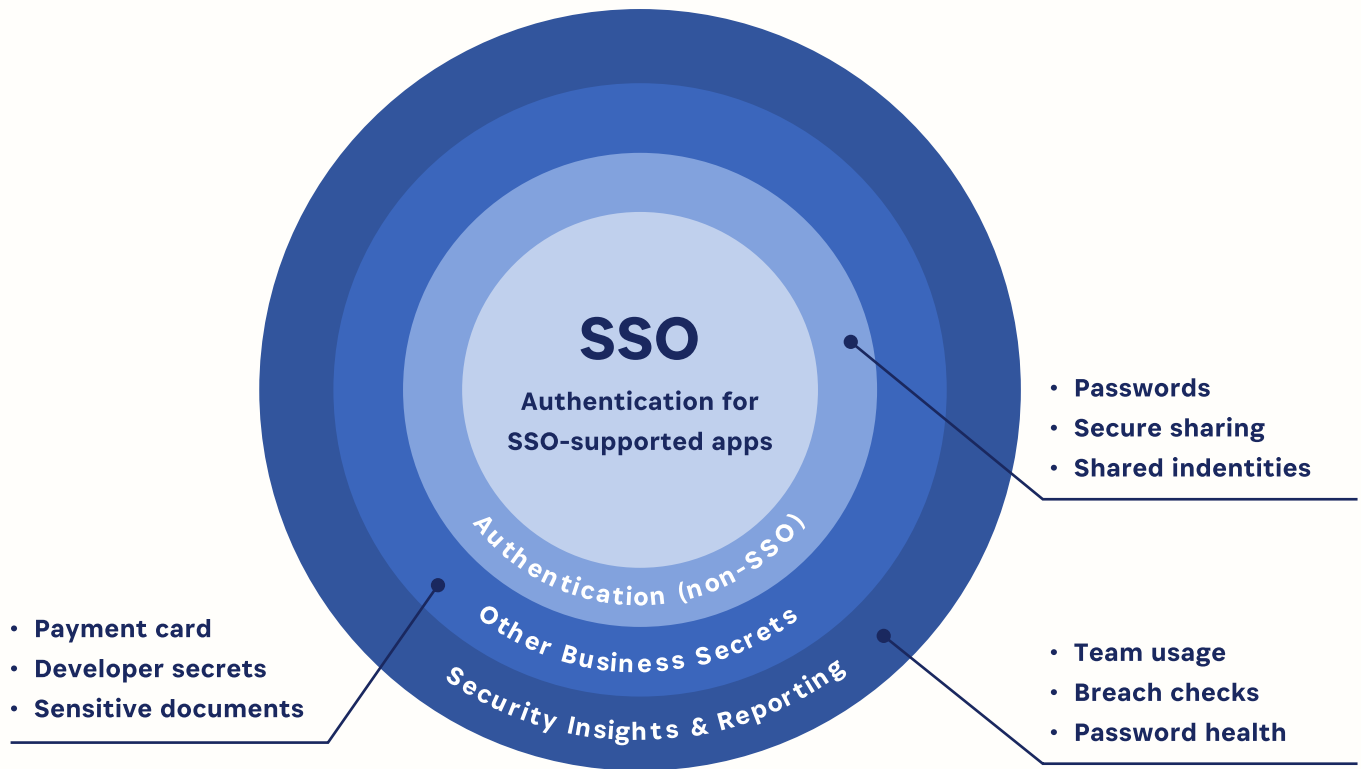 SSO
Authentication for
SSO-supported apps
Authentication (non-SSO)
Other Business Secrets
Security Insights & Reporting
• Passwords
• Secure sharing
• Shared indentities
• Payment card
• Developer secrets
• Sensitive documents
• Team usage
• Breach checks
• Password health